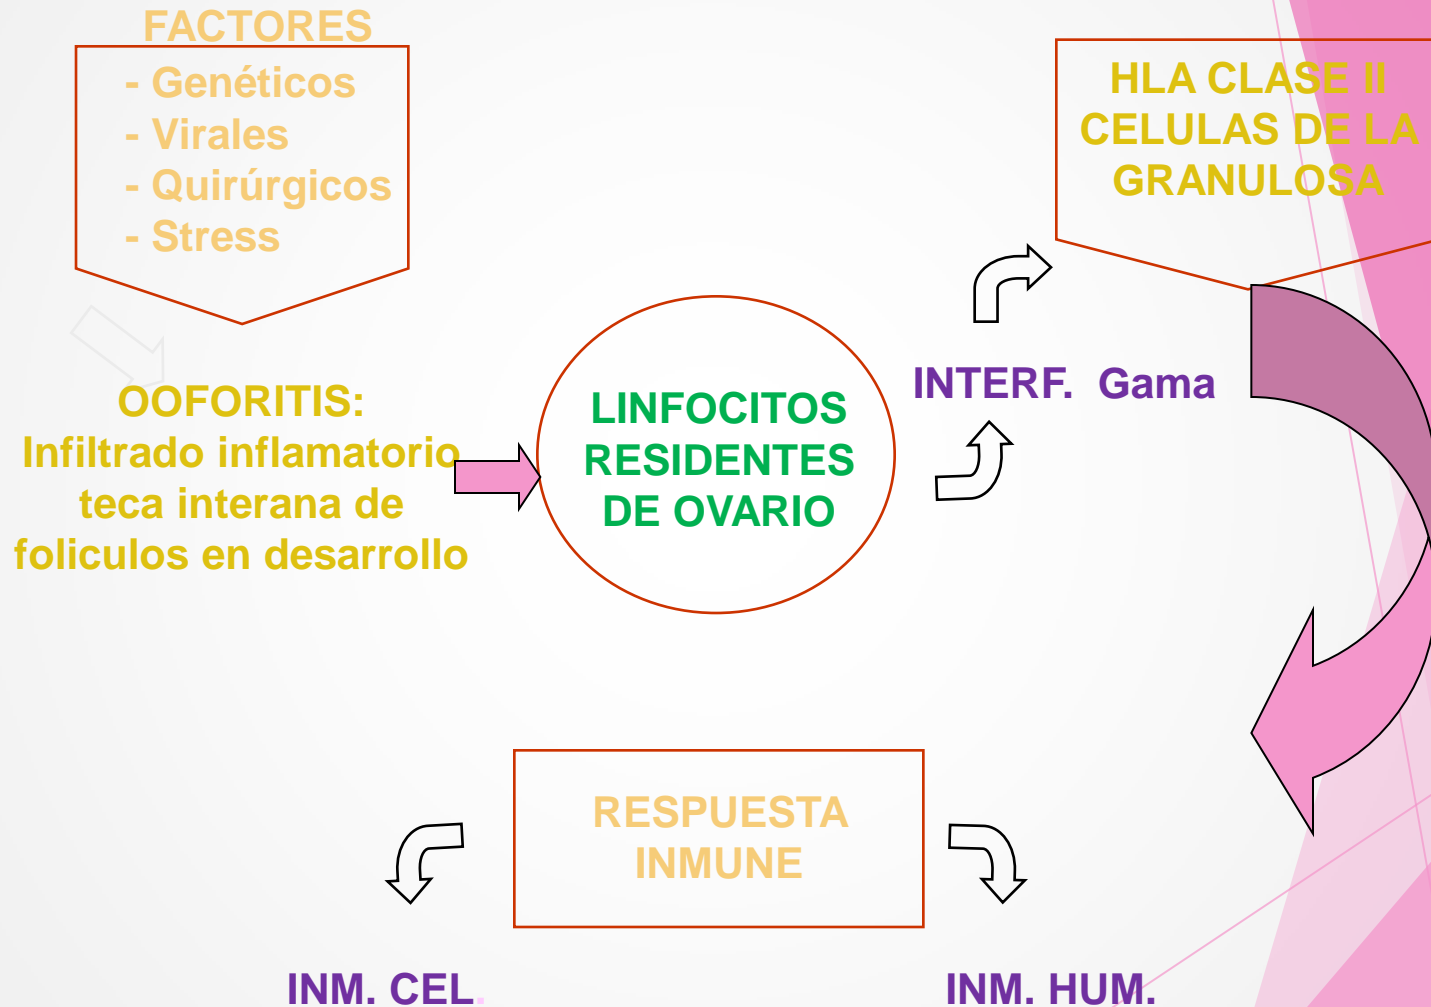 FACTORES
- Genéticos
- Virales
- Quirúrgicos
- Stress
OOFORITIS:
Infiltrado inflamatorio
teca interana de
foliculos en desarrollo
LINFOCITOS
RESIDENTES
DE OVARIO
INTERF. Gama
HLA CLASE II
CELULAS DE LA
GRANULOSA
RESPUESTA
INMUNE
INM. CEL.
INM. HUM.